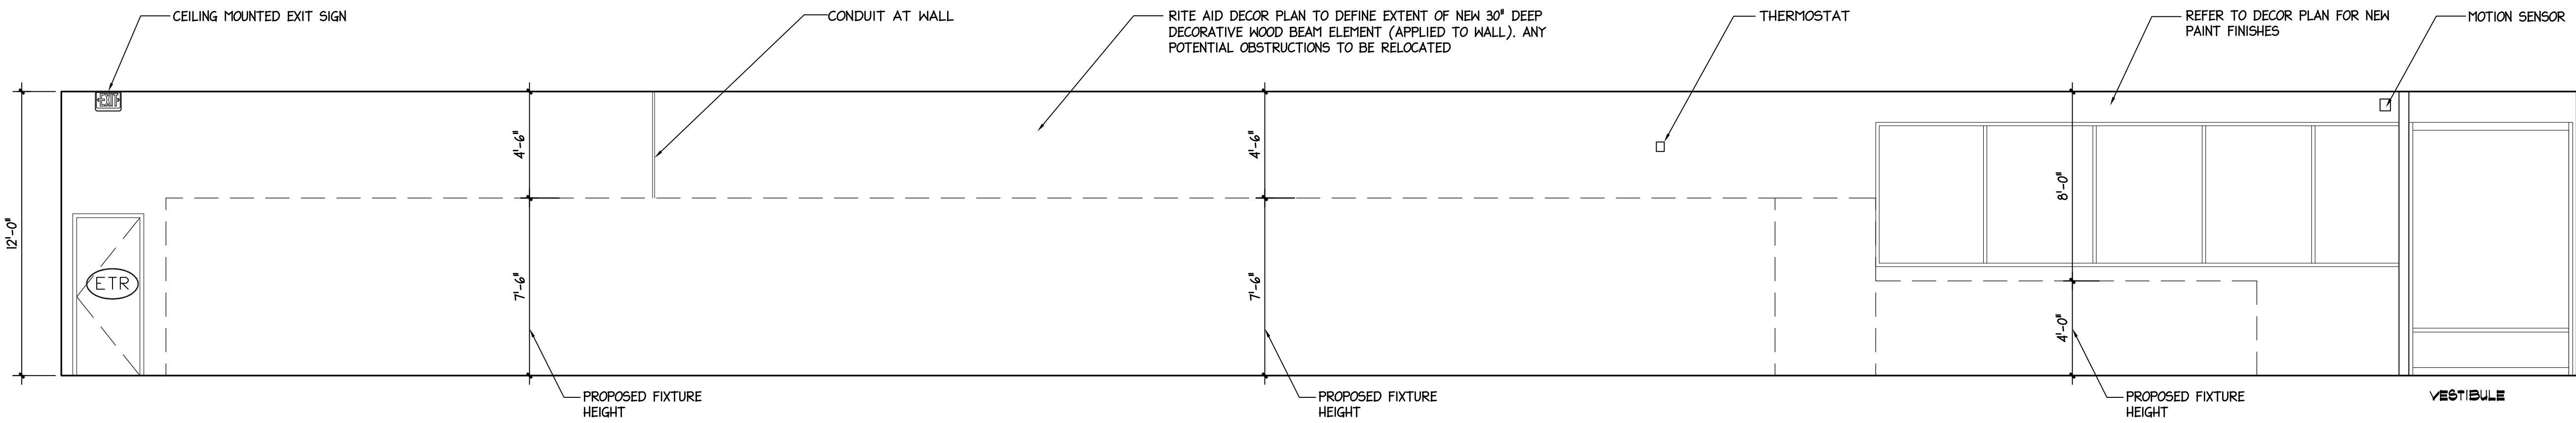 CEILING MOUNTED EXIT SIGN
CONDUIT AT WALL
RITE AID DECOR PLAN TO DEFINE EXTENT OF NEW 30" DEEP
DECORATIVE WOOD BEAM ELEMENT (APPLIED TO WALL). ANY
POTENTIAL OBSTRUCTIONS TO BE RELOCATED
THERMOSTAT
REFER TO DECOR PLAN FOR NEW
PAINT FINISHES
MOTION SENSOR
EXIT
12'-0"
4'-6"
4'-6"
8'-0"
ETR
7'-6"
7'-6"
4'-0"
PROPOSED FIXTURE
HEIGHT
PROPOSED FIXTURE
HEIGHT
PROPOSED FIXTURE
HEIGHT
VESTIBULE